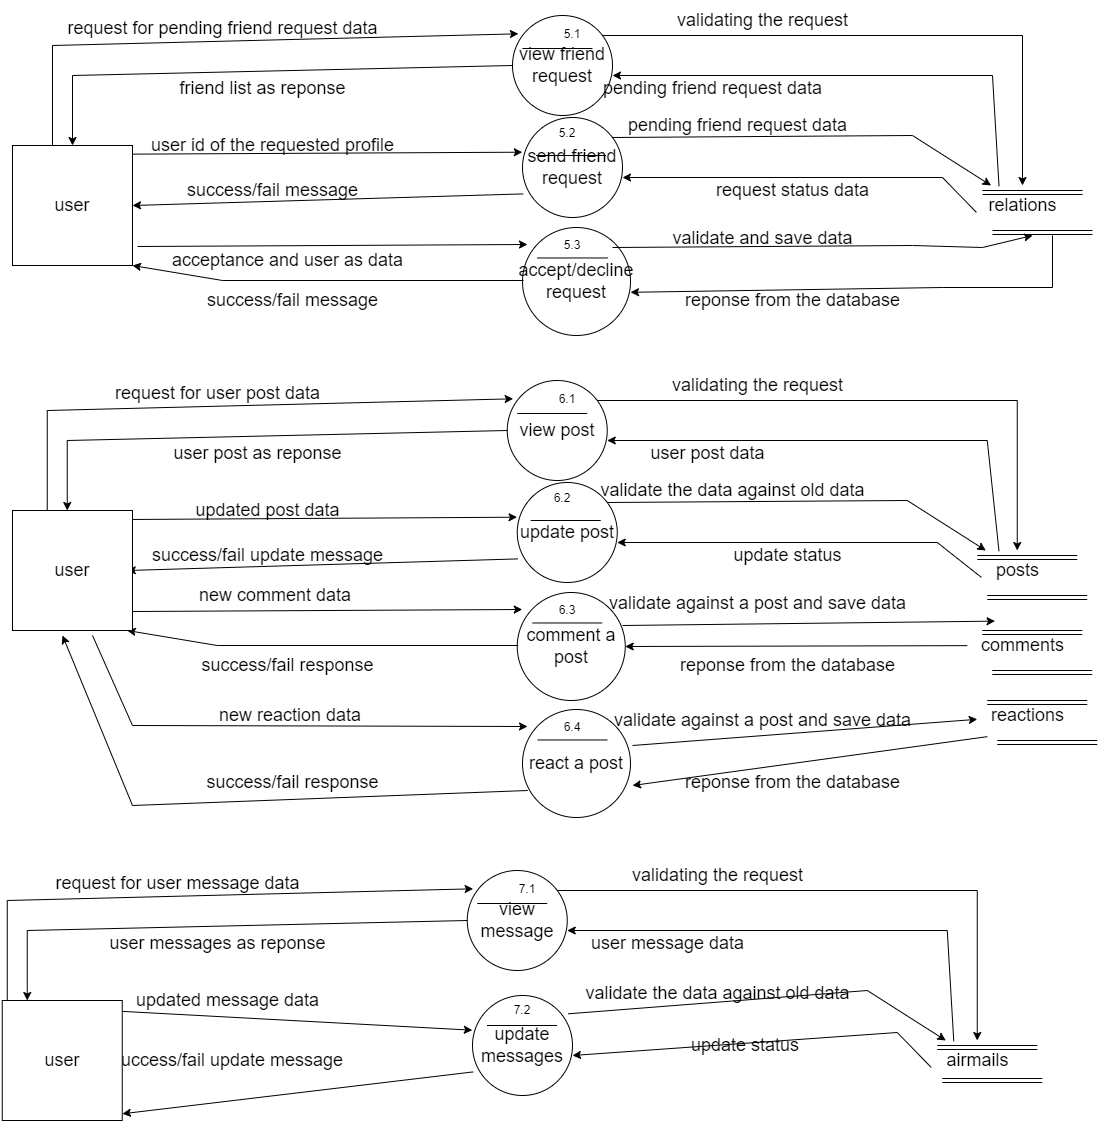 request for pending friend request data
validating the request
5.1
view friend
request
friend list as reponse
pending friend request data
user id of the requested profile
5.2
send friend
request
pending friend request data
success/fail message
request status data
user
relations
5.3
accept/decline
request
validate and save data
acceptance and user as data
success/fail message
reponse from the database
request for user post data
validating the request
6.1
view post
user post as reponse
user post data
6.2
update post
validate the data against old data
updated post data
success/fail update message
update status
user
posts
new comment data
6.3
comment a
post
validate against a post and save data
comments
success/fail response
reponse from the database
new reaction data
6.4
react a post
validate against a post and save data
reactions
success/fail response
reponse from the database
request for user message data
validating the request
7.1
view
message
user messages as reponse
user message data
updated message data
7.2
update
messages
validate the data against old data
update status
user
uccess/fail update message
airmails